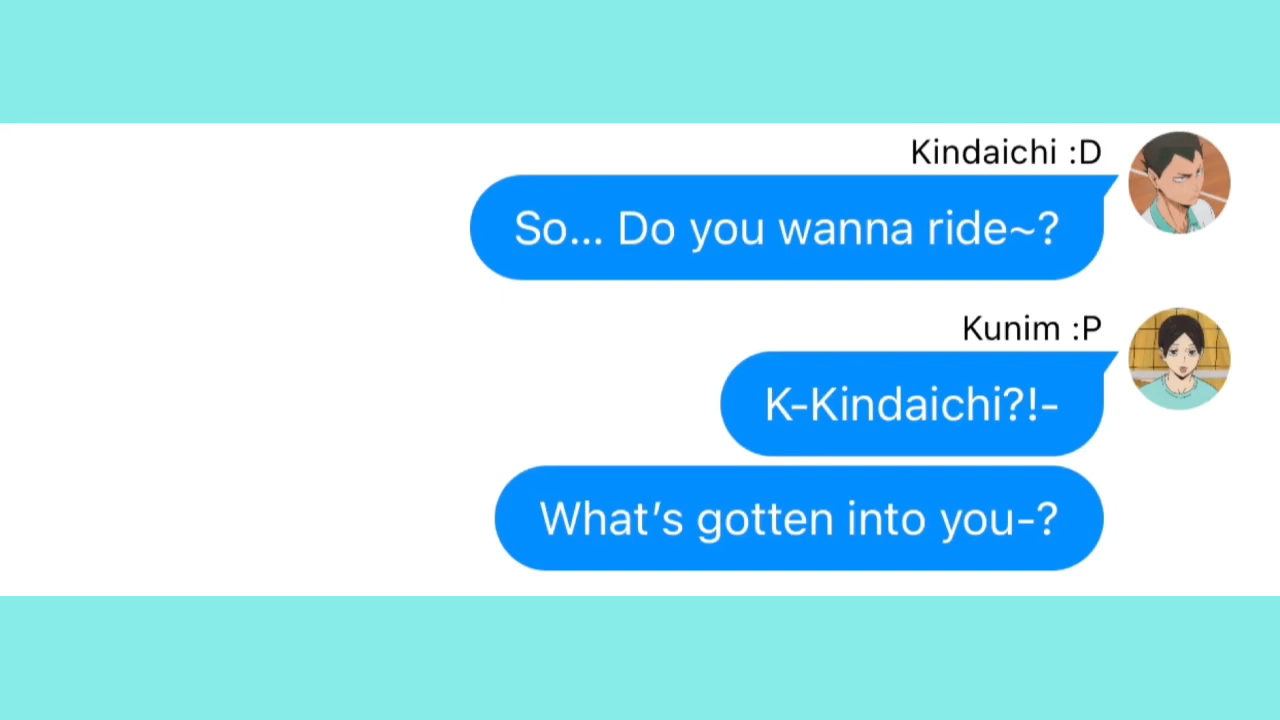 Kindaichi :D
So... Do you wanna ride~?
Kunim :P
K-Kindaichi?!-
What’s gotten into you-?